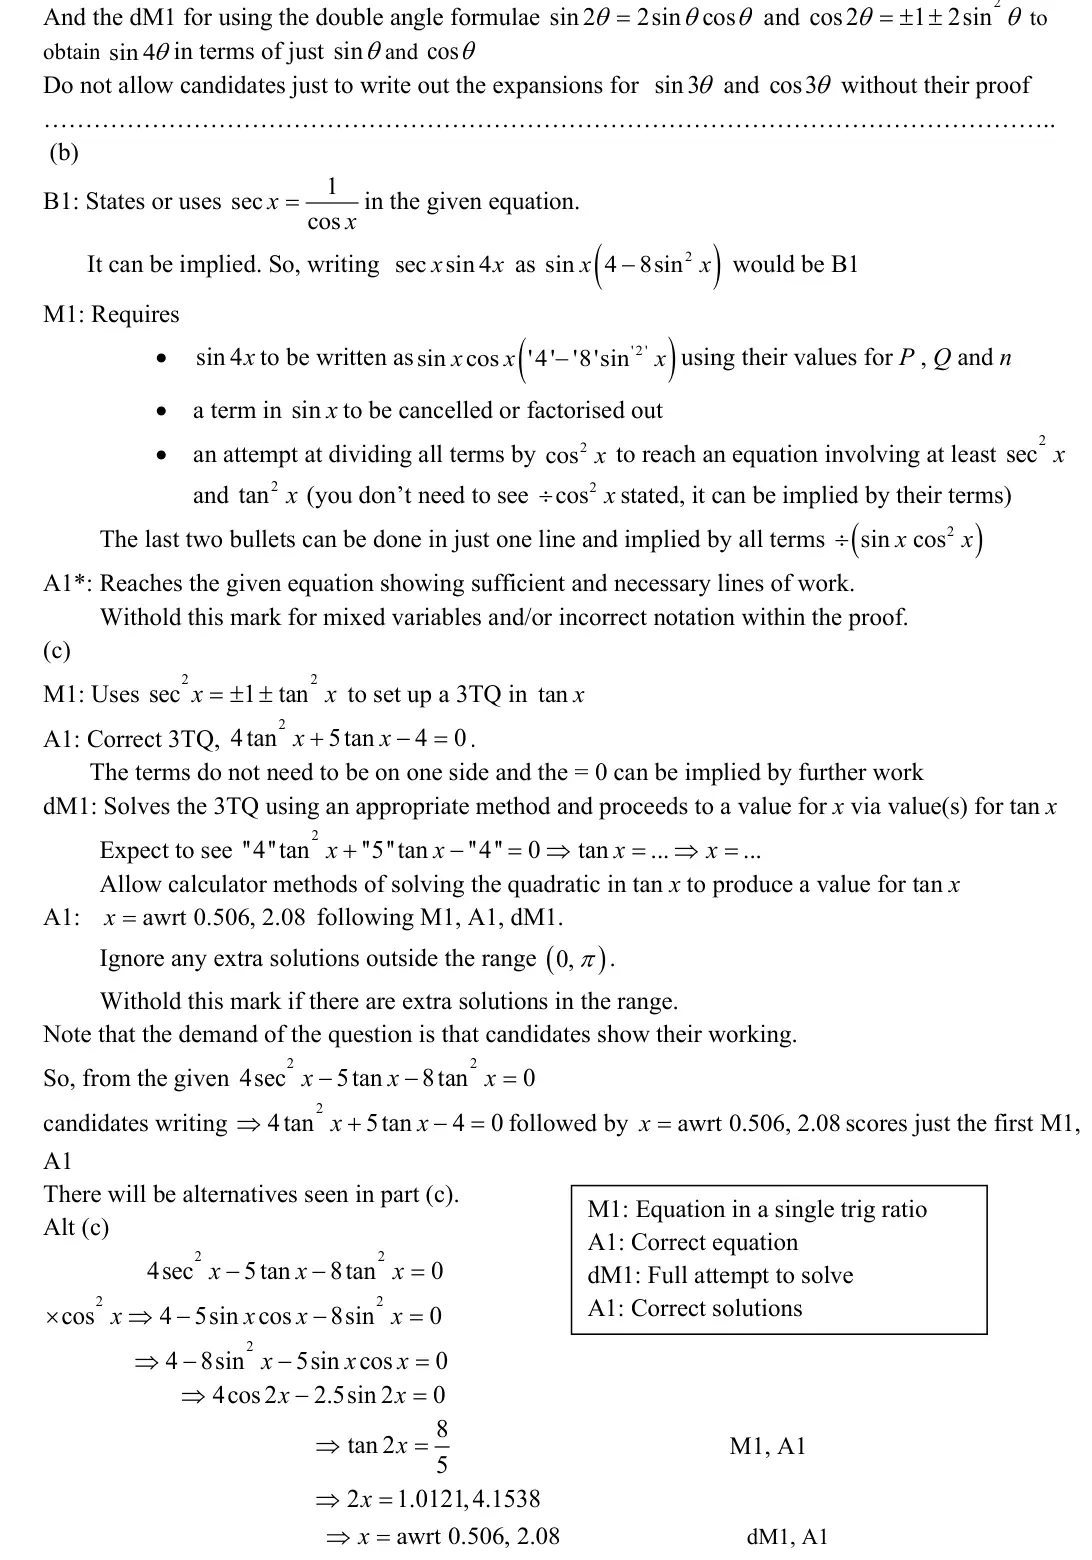 And the dM1 for using the double angle formulae sin 2θ = 2 sin θ cos θ and cos 2θ = ±1 ± 2 sin² θ to
obtain sin 4θ in terms of just sin θ and cos θ
Do not allow candidates just to write out the expansions for sin 3θ and cos 3θ without their proof
…………………………………………………………………………………………………………..
(b)
B1: States or uses sec x = 1/cos x in the given equation.
It can be implied. So, writing sec x sin 4x as sin x(4 − 8 sin² x) would be B1
M1: Requires
• sin 4x to be written as sin x cos x('4'− '8'sin'²' x) using their values for P , Q and n
• a term in sin x to be cancelled or factorised out
• an attempt at dividing all terms by cos² x to reach an equation involving at least sec² x
and tan² x (you don’t need to see ÷cos² x stated, it can be implied by their terms)
The last two bullets can be done in just one line and implied by all terms ÷(sin x cos² x)
A1*: Reaches the given equation showing sufficient and necessary lines of work.
Withold this mark for mixed variables and/or incorrect notation within the proof.
(c)
M1: Uses sec² x = ±1 ± tan² x to set up a 3TQ in tan x
A1: Correct 3TQ, 4 tan² x + 5 tan x − 4 = 0 .
The terms do not need to be on one side and the = 0 can be implied by further work
dM1: Solves the 3TQ using an appropriate method and proceeds to a value for x via value(s) for tan x
Expect to see "4" tan² x + "5" tan x − "4" = 0 ⇒ tan x = ... ⇒ x = ...
Allow calculator methods of solving the quadratic in tan x to produce a value for tan x
A1: x = awrt 0.506, 2.08 following M1, A1, dM1.
Ignore any extra solutions outside the range (0, π).
Withold this mark if there are extra solutions in the range.
Note that the demand of the question is that candidates show their working.
So, from the given 4 sec² x − 5 tan x − 8 tan² x = 0
candidates writing ⇒ 4 tan² x + 5 tan x − 4 = 0 followed by x = awrt 0.506, 2.08 scores just the first M1,
A1
There will be alternatives seen in part (c).
Alt (c)
M1: Equation in a single trig ratio
A1: Correct equation
dM1: Full attempt to solve
A1: Correct solutions
4 sec² x − 5 tan x − 8 tan² x = 0
×cos² x ⇒ 4 − 5 sin x cos x − 8 sin² x = 0
⇒ 4 − 8 sin² x − 5 sin x cos x = 0
⇒ 4 cos 2x − 2.5 sin 2x = 0
⇒ tan 2x = 8/5 M1, A1
⇒ 2x = 1.0121, 4.1538
⇒ x = awrt 0.506, 2.08 dM1, A1